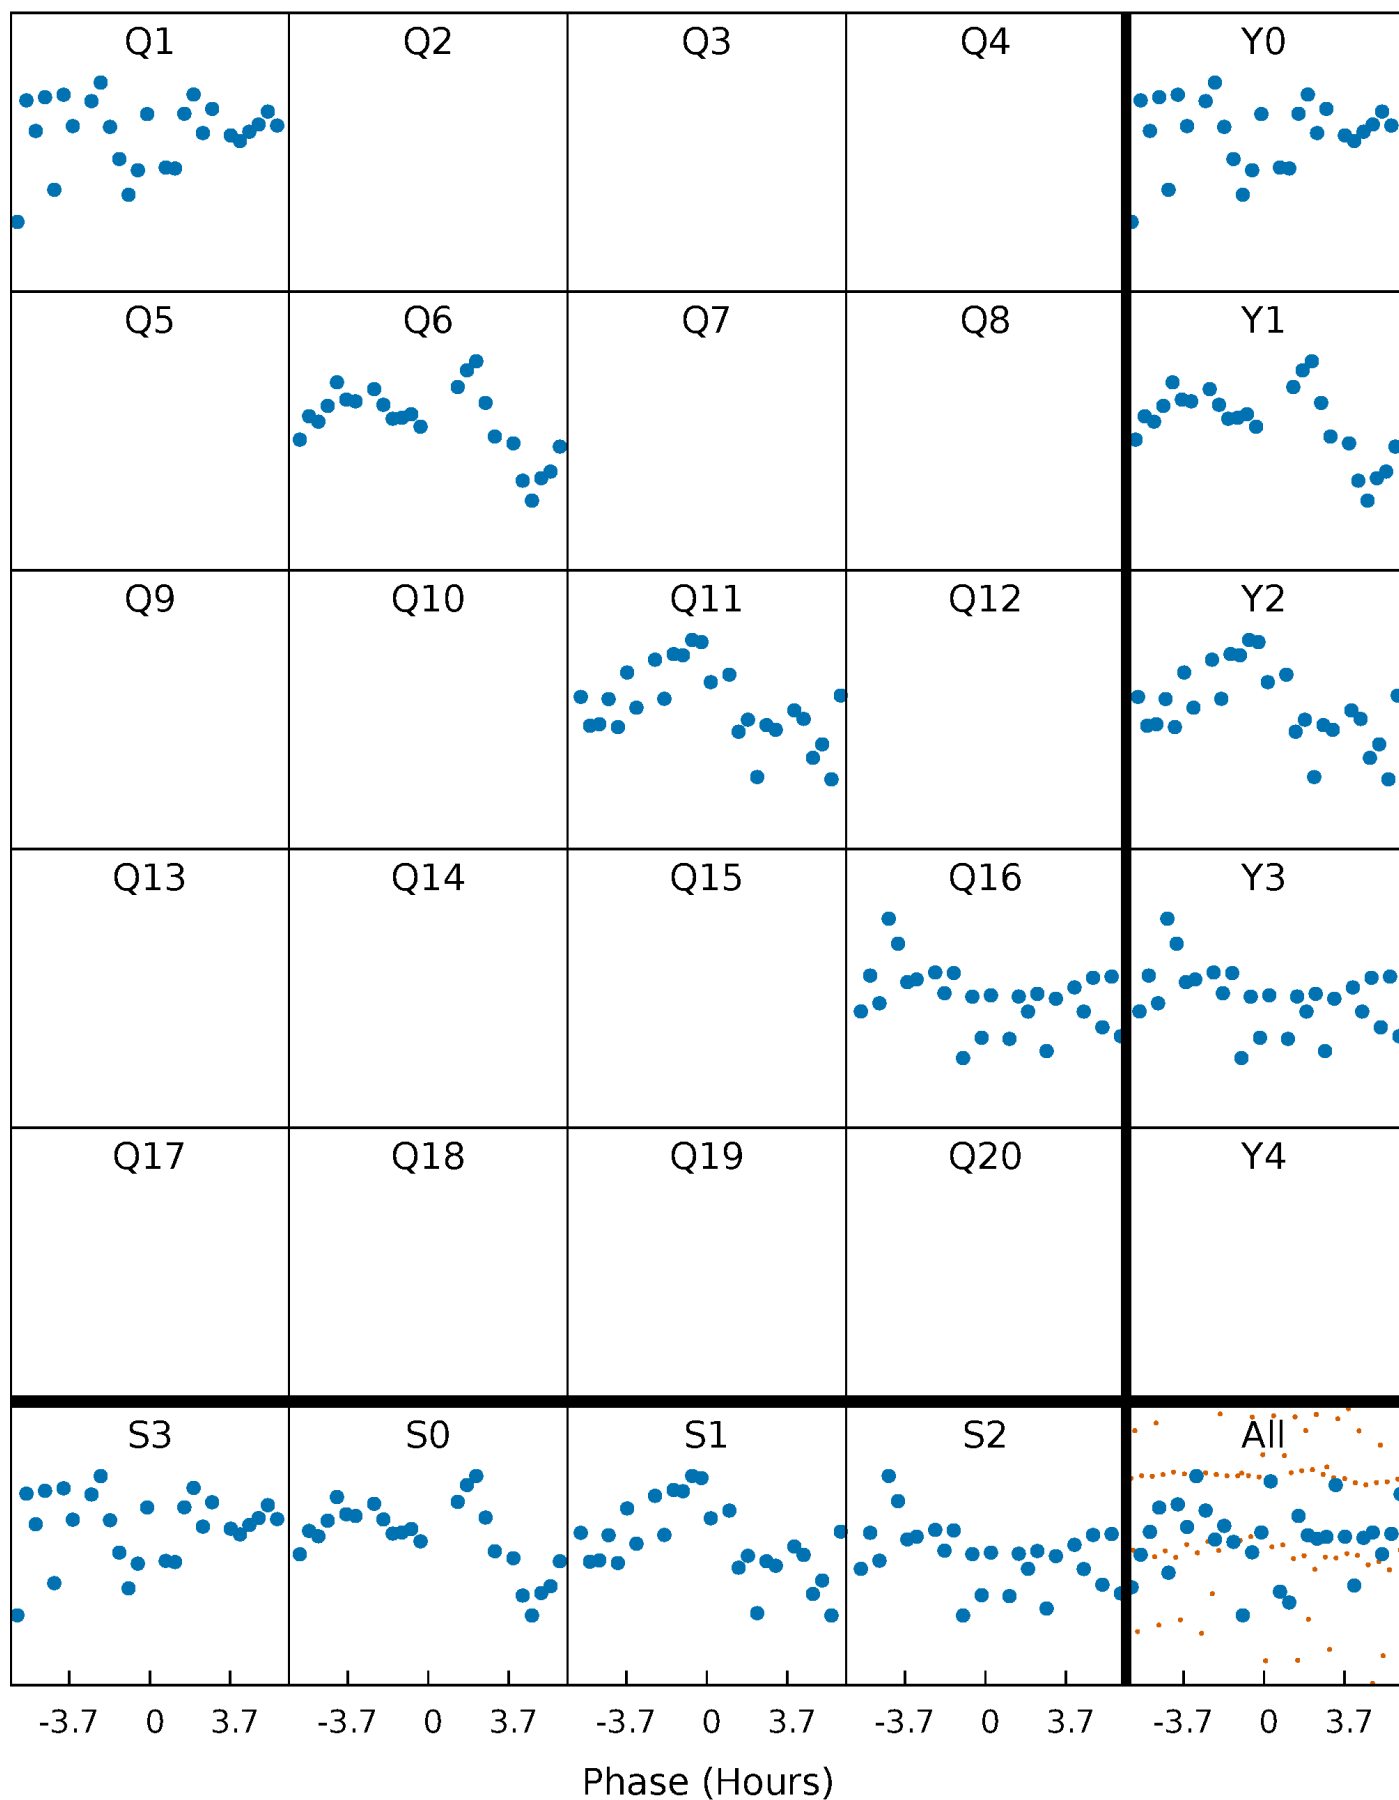 Q1 Q2 Q3 Q4 Y0
Q5 Q6 Q7 Q8 Y1
Q9 Q10 Q11 Q12 Y2
Q13 Q14 Q15 Q16 Y3
Q17 Q18 Q19 Q20 Y4
S3 S0 S1 S2 All
-3.7 0 3.7 -3.7 0 3.7 -3.7 0 3.7 -3.7 0 3.7 -3.7 0 3.7
Phase (Hours)